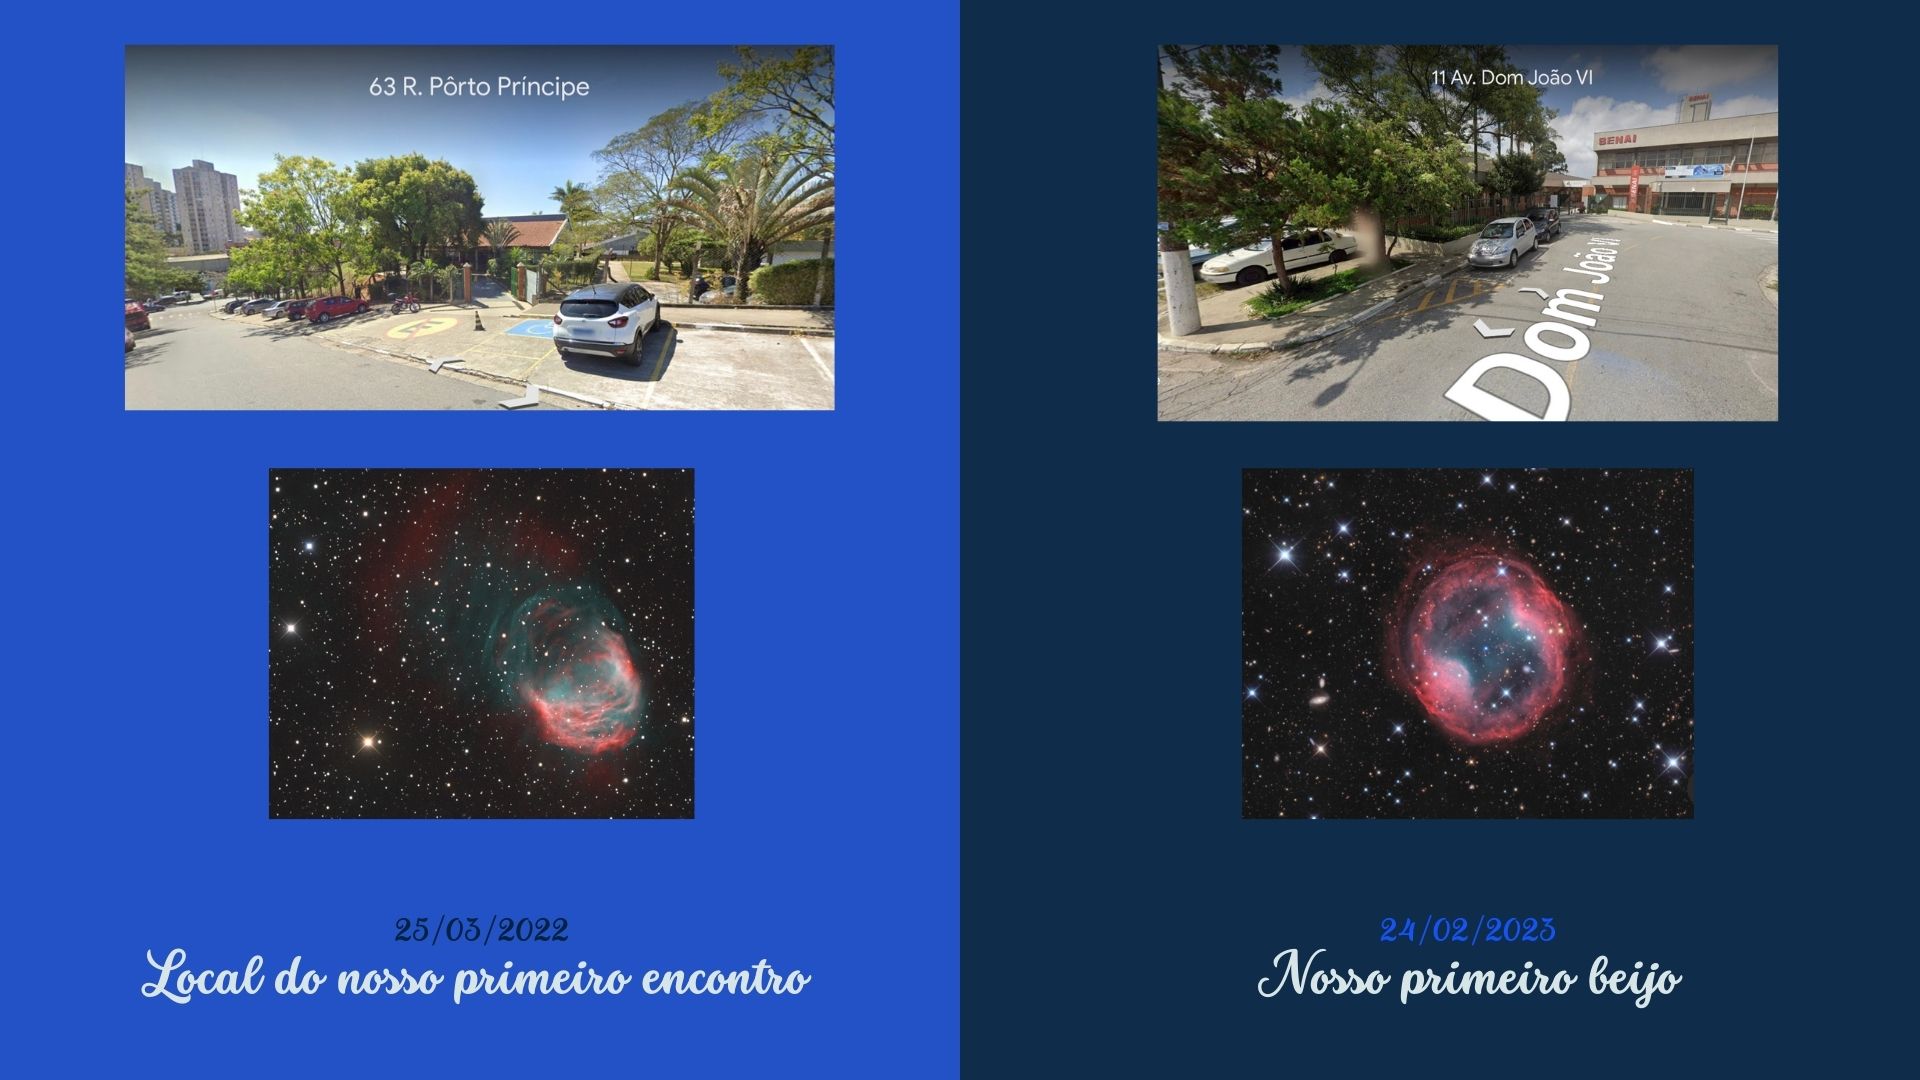 63 R. Pôrto Príncipe
25/03/2022
Local do nosso primeiro encontro
11 Av. Dom João VI
SENAI
Dom João VI
24/02/2023
Nosso primeiro beijo